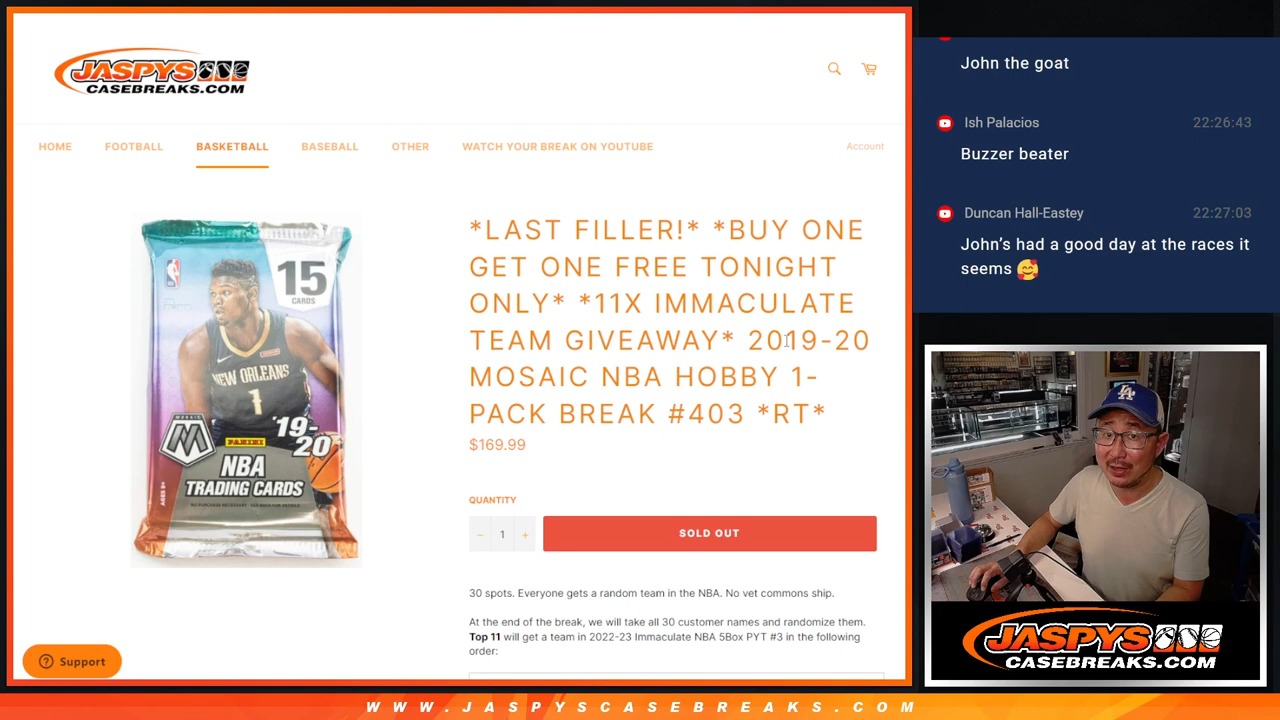 JASPYS
CASEBREAKS.COM
HOME FOOTBALL BASKETBALL BASEBALL OTHER WATCH YOUR BREAK ON YOUTUBE Account
15
CARDS
NEW ORLEANS
1
MOSAIC
PANINI
'19-
20
NBA
TRADING CARDS
*LAST FILLER!* *BUY ONE
GET ONE FREE TONIGHT
ONLY* *11X IMMACULATE
TEAM GIVEAWAY* 2019-20
MOSAIC NBA HOBBY 1-
PACK BREAK #403 *RT*
$169.99
QUANTITY
− 1 +
SOLD OUT
30 spots. Everyone gets a random team in the NBA. No vet commons ship.
At the end of the break, we will take all 30 customer names and randomize them.
Top 11 will get a team in 2022-23 Immaculate NBA 5Box PYT #3 in the following
order:
Support
John the goat
Ish Palacios 22:26:43
Buzzer beater
Duncan Hall-Eastey 22:27:03
John’s had a good day at the races it
seems 🥰
LA
JASPYS
CASEBREAKS.COM
WWW.JASPYSCASEBREAKS.COM